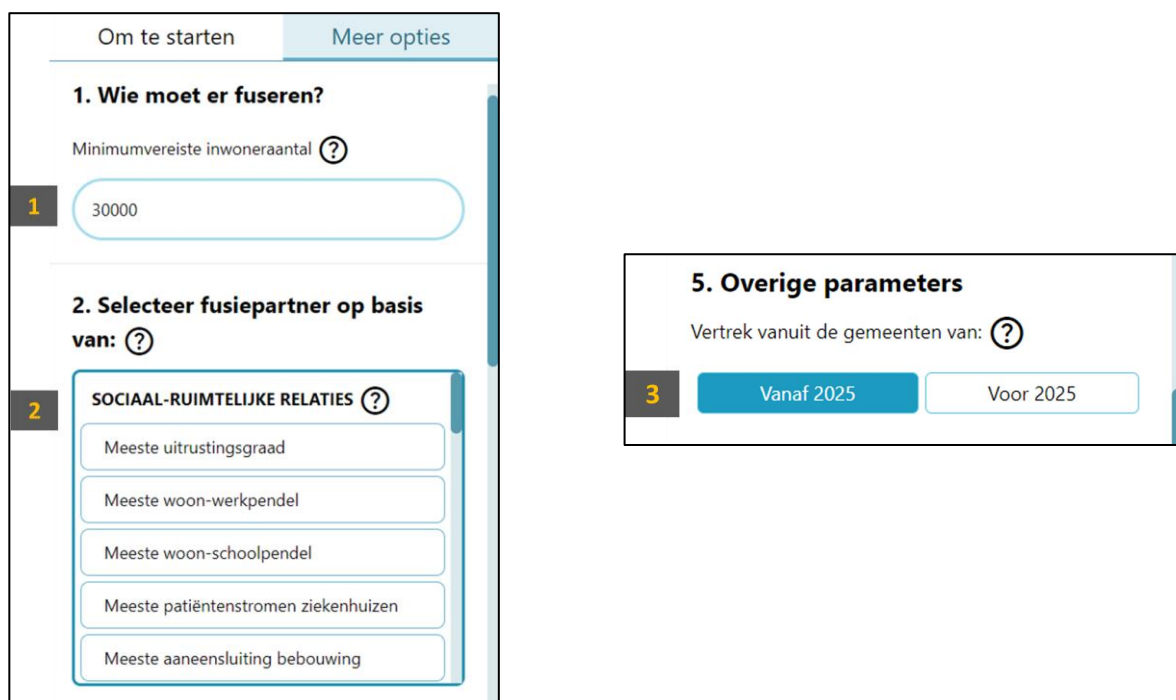 Om te starten
Meer opties
1. Wie moet er fuseren?
Minimumvereiste inwoneraantal ?
1
30000
2. Selecteer fusiepartner op basis
van: ?
2
SOCIAAL-RUIMTELIJKE RELATIES ?
Meeste uitrustingsgraad
Meeste woon-werkpendel
Meeste woon-schoolpendel
Meeste patiëntenstromen ziekenhuizen
Meeste aaneensluiting bebouwing
5. Overige parameters
Vertrek vanuit de gemeenten van: ?
3
Vanaf 2025
Voor 2025